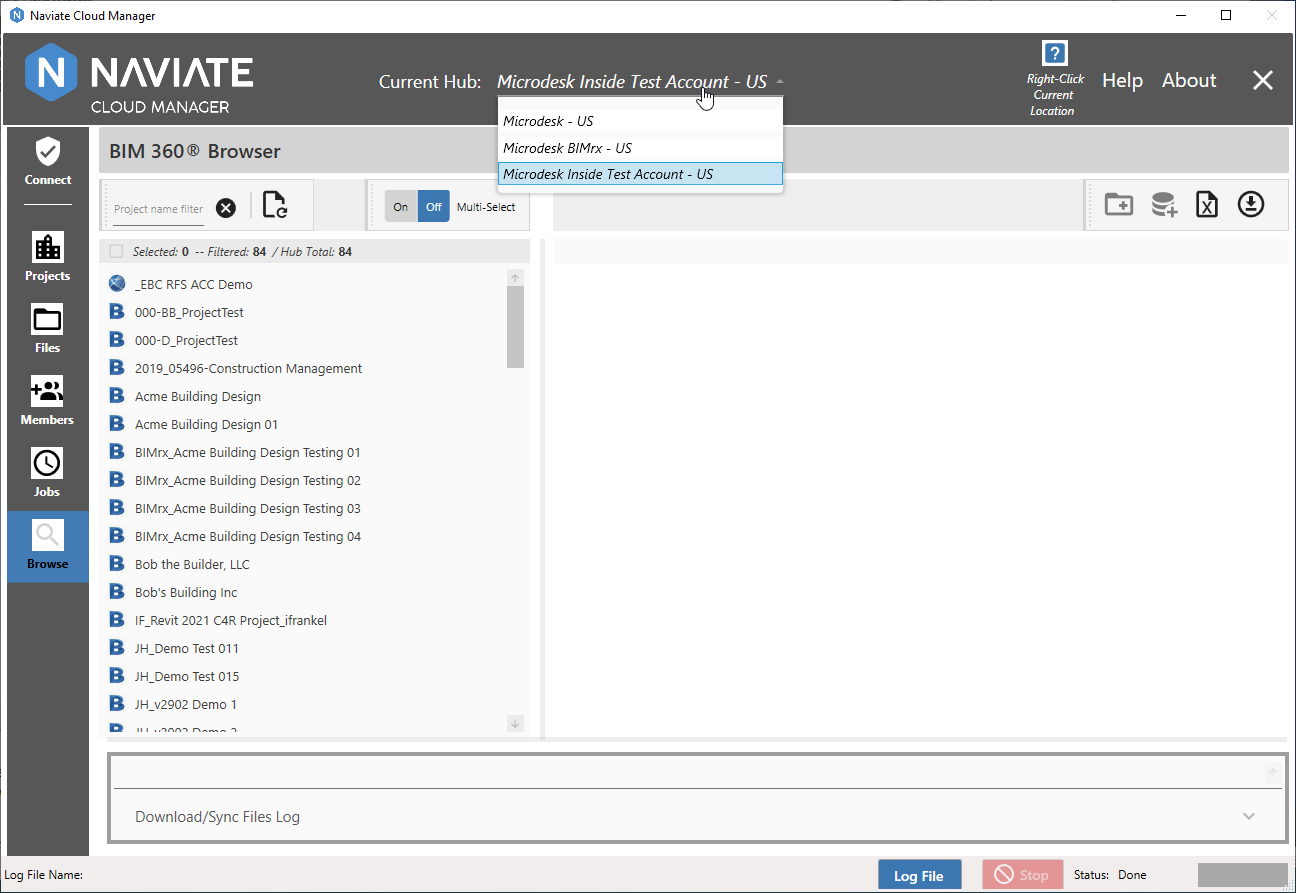 Naviate Cloud Manager
NAVIATE
CLOUD MANAGER
Current Hub: Microdesk Inside Test Account - US
Microdesk - US
Microdesk BIMrx - US
Microdesk Inside Test Account - US
?
Right-Click
Current
Location
Help
About
Connect
Projects
Files
Members
Jobs
Browse
BIM 360® Browser
Project name filter
On Off Multi-Select
Selected: 0 -- Filtered: 84 / Hub Total: 84
_EBC RFS ACC Demo
B 000-BB_ProjectTest
B 000-D_ProjectTest
B 2019_05496-Construction Management
B Acme Building Design
B Acme Building Design 01
B BIMrx_Acme Building Design Testing 01
B BIMrx_Acme Building Design Testing 02
B BIMrx_Acme Building Design Testing 03
B BIMrx_Acme Building Design Testing 04
B Bob the Builder, LLC
B Bob's Building Inc
B IF_Revit 2021 C4R Project_ifrankel
B JH_Demo Test 011
B JH_Demo Test 015
B JH_v2902 Demo 1
B JH_v2902 Demo 2
Download/Sync Files Log
Log File Name:
Log File
Stop
Status: Done